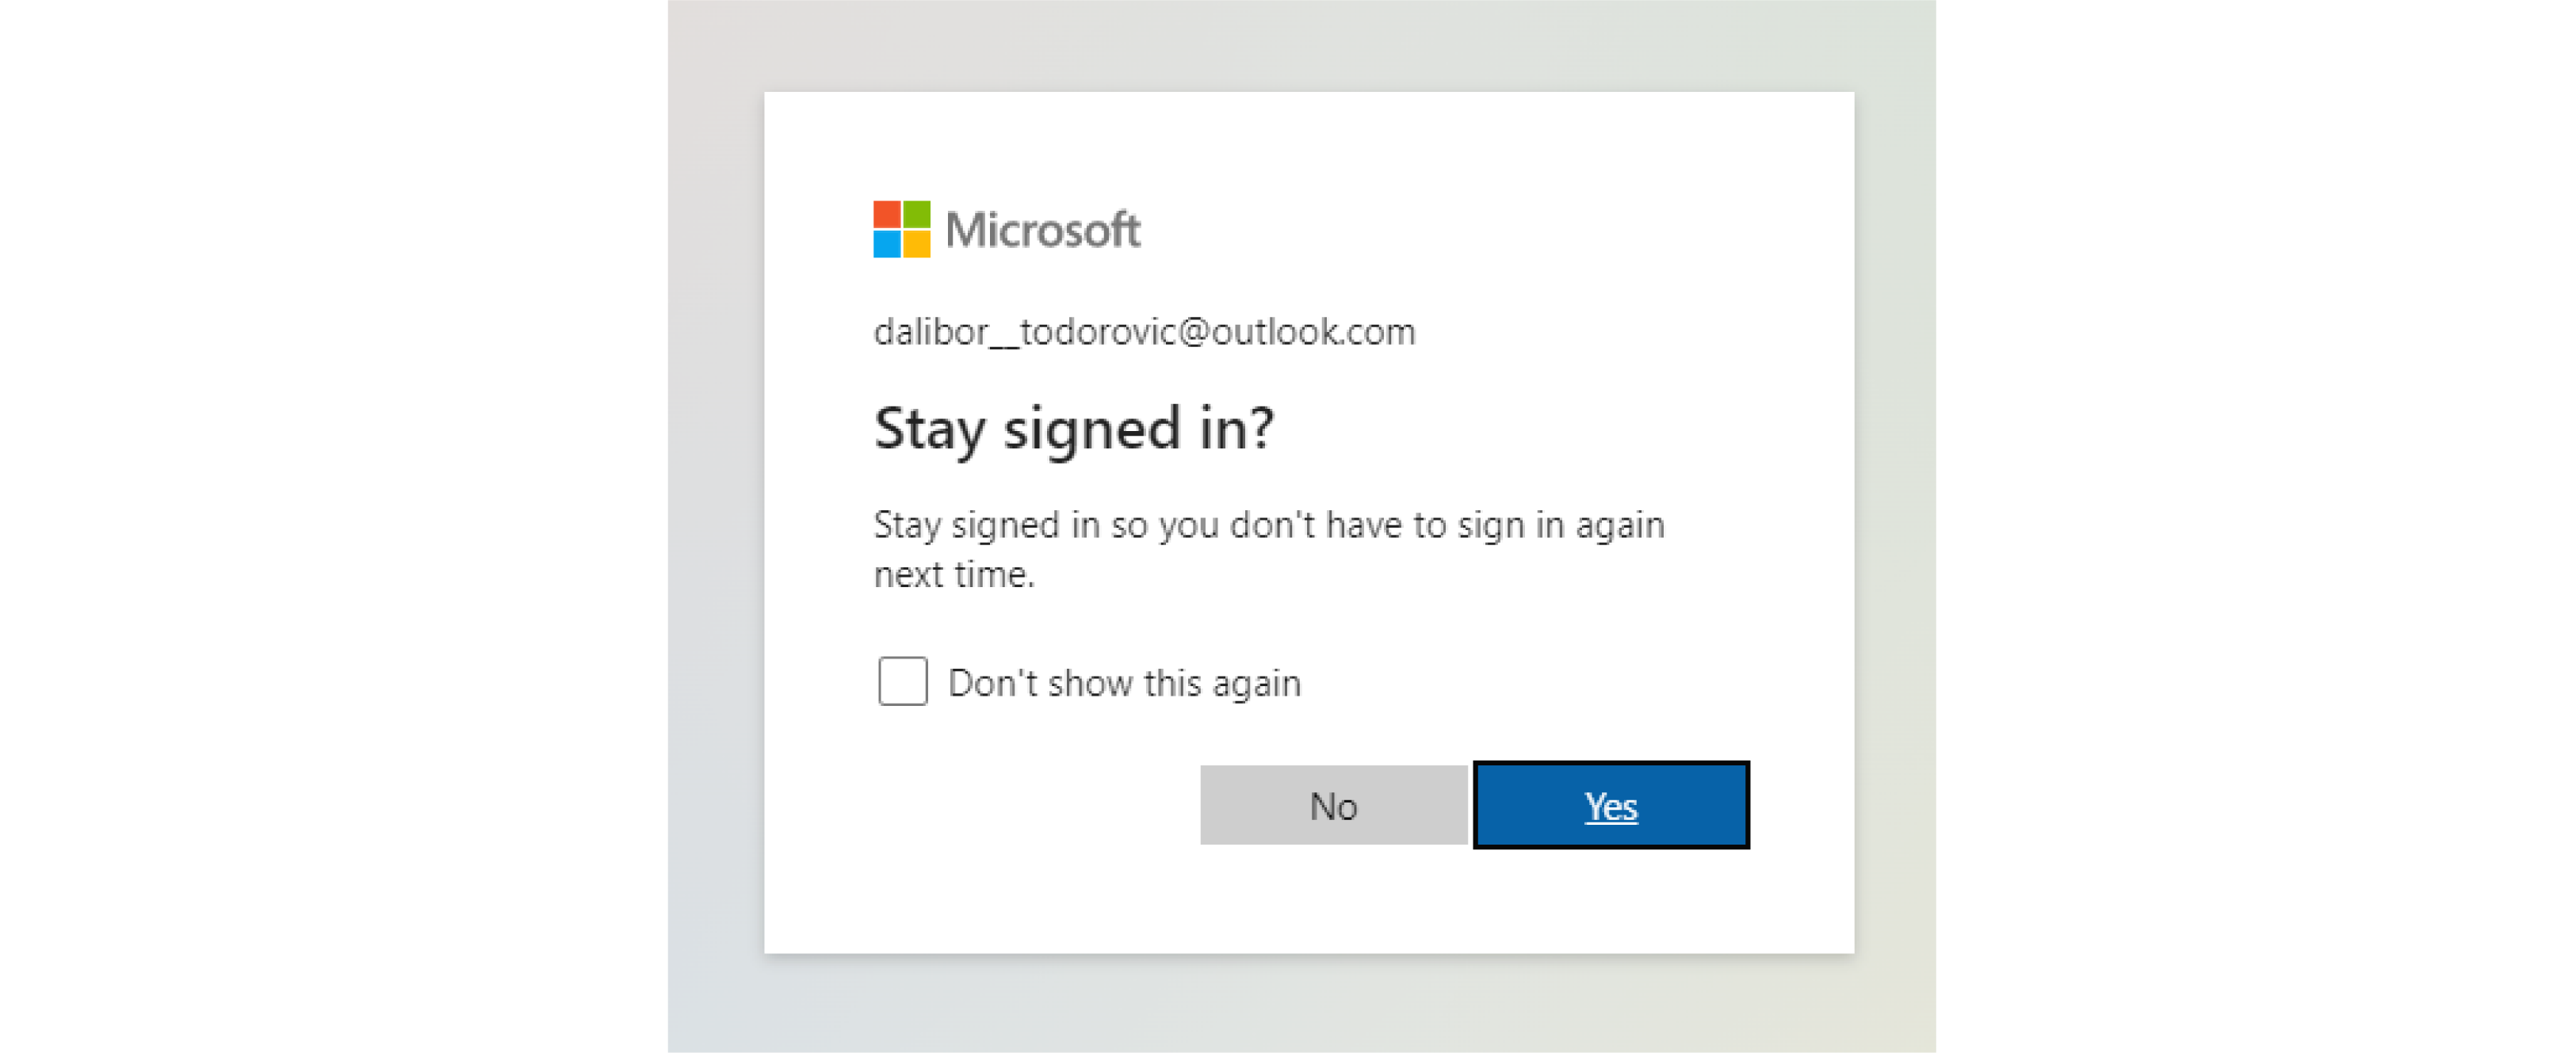 Microsoft
dalibor__todorovic@outlook.com
Stay signed in?
Stay signed in so you don't have to sign in again
next time.
Don't show this again
No
Yes